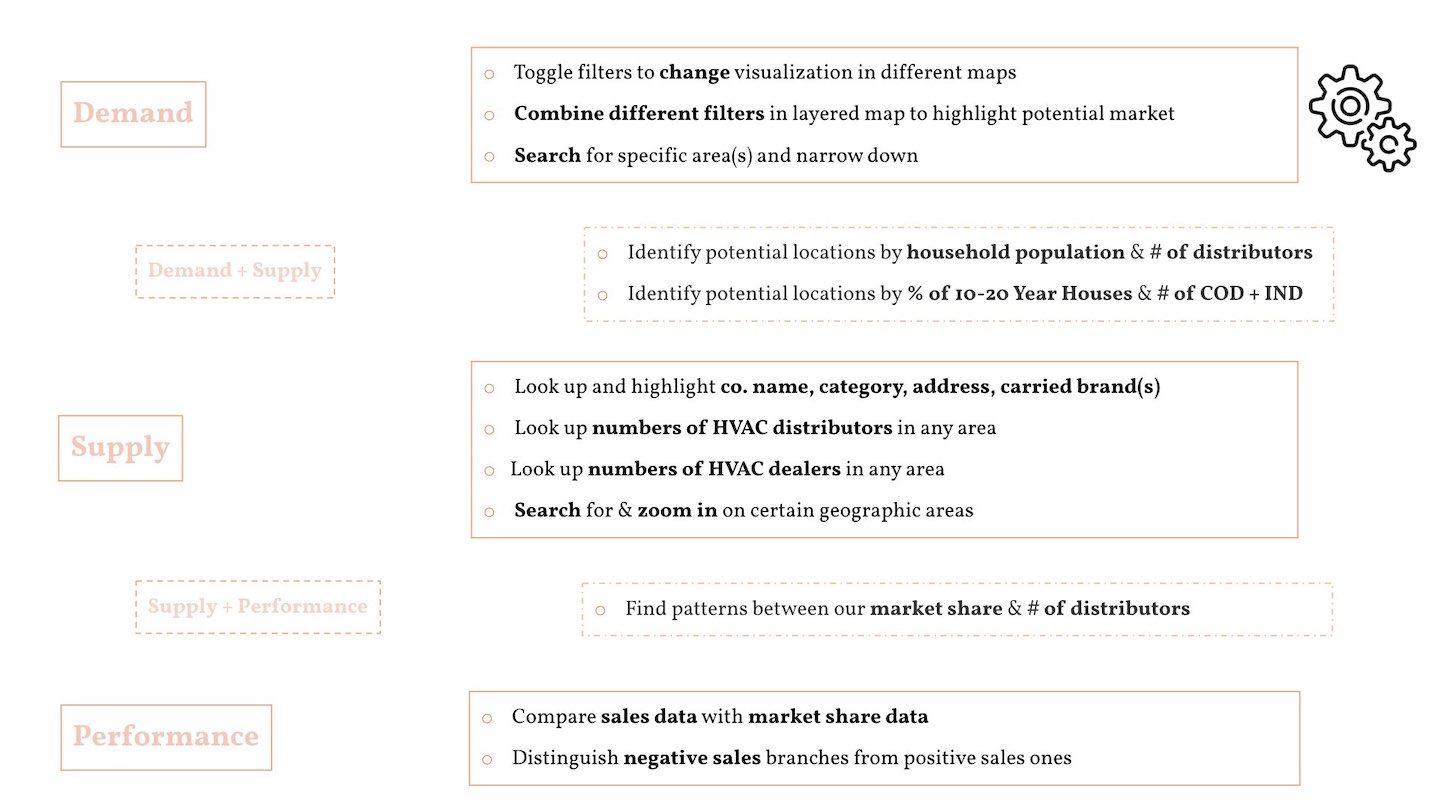 Demand
Toggle filters to change visualization in different maps
Combine different filters in layered map to highlight potential market
Search for specific area(s) and narrow down
Demand + Supply
Identify potential locations by household population & # of distributors
Identify potential locations by % of 10-20 Year Houses & # of COD + IND
Supply
Look up and highlight co. name, category, address, carried brand(s)
Look up numbers of HVAC distributors in any area
Look up numbers of HVAC dealers in any area
Search for & zoom in on certain geographic areas
Supply + Performance
Find patterns between our market share & # of distributors
Performance
Compare sales data with market share data
Distinguish negative sales branches from positive sales ones